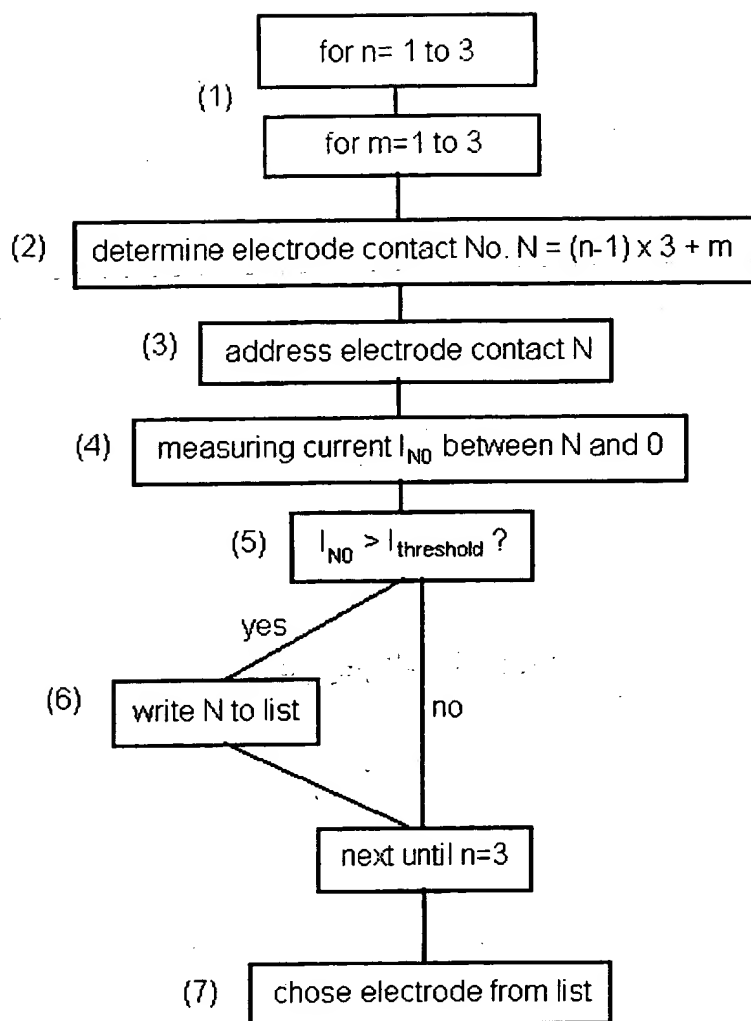 for n= 1 to 3
(1)
for m=1 to 3
(2) determine electrode contact No. N = (n-1) x 3 + m
(3) address electrode contact N
(4) measuring current I_N0 between N and 0
(5) I_N0 > I_threshold ?
yes
(6) write N to list
no
next until n=3
(7) chose electrode from list